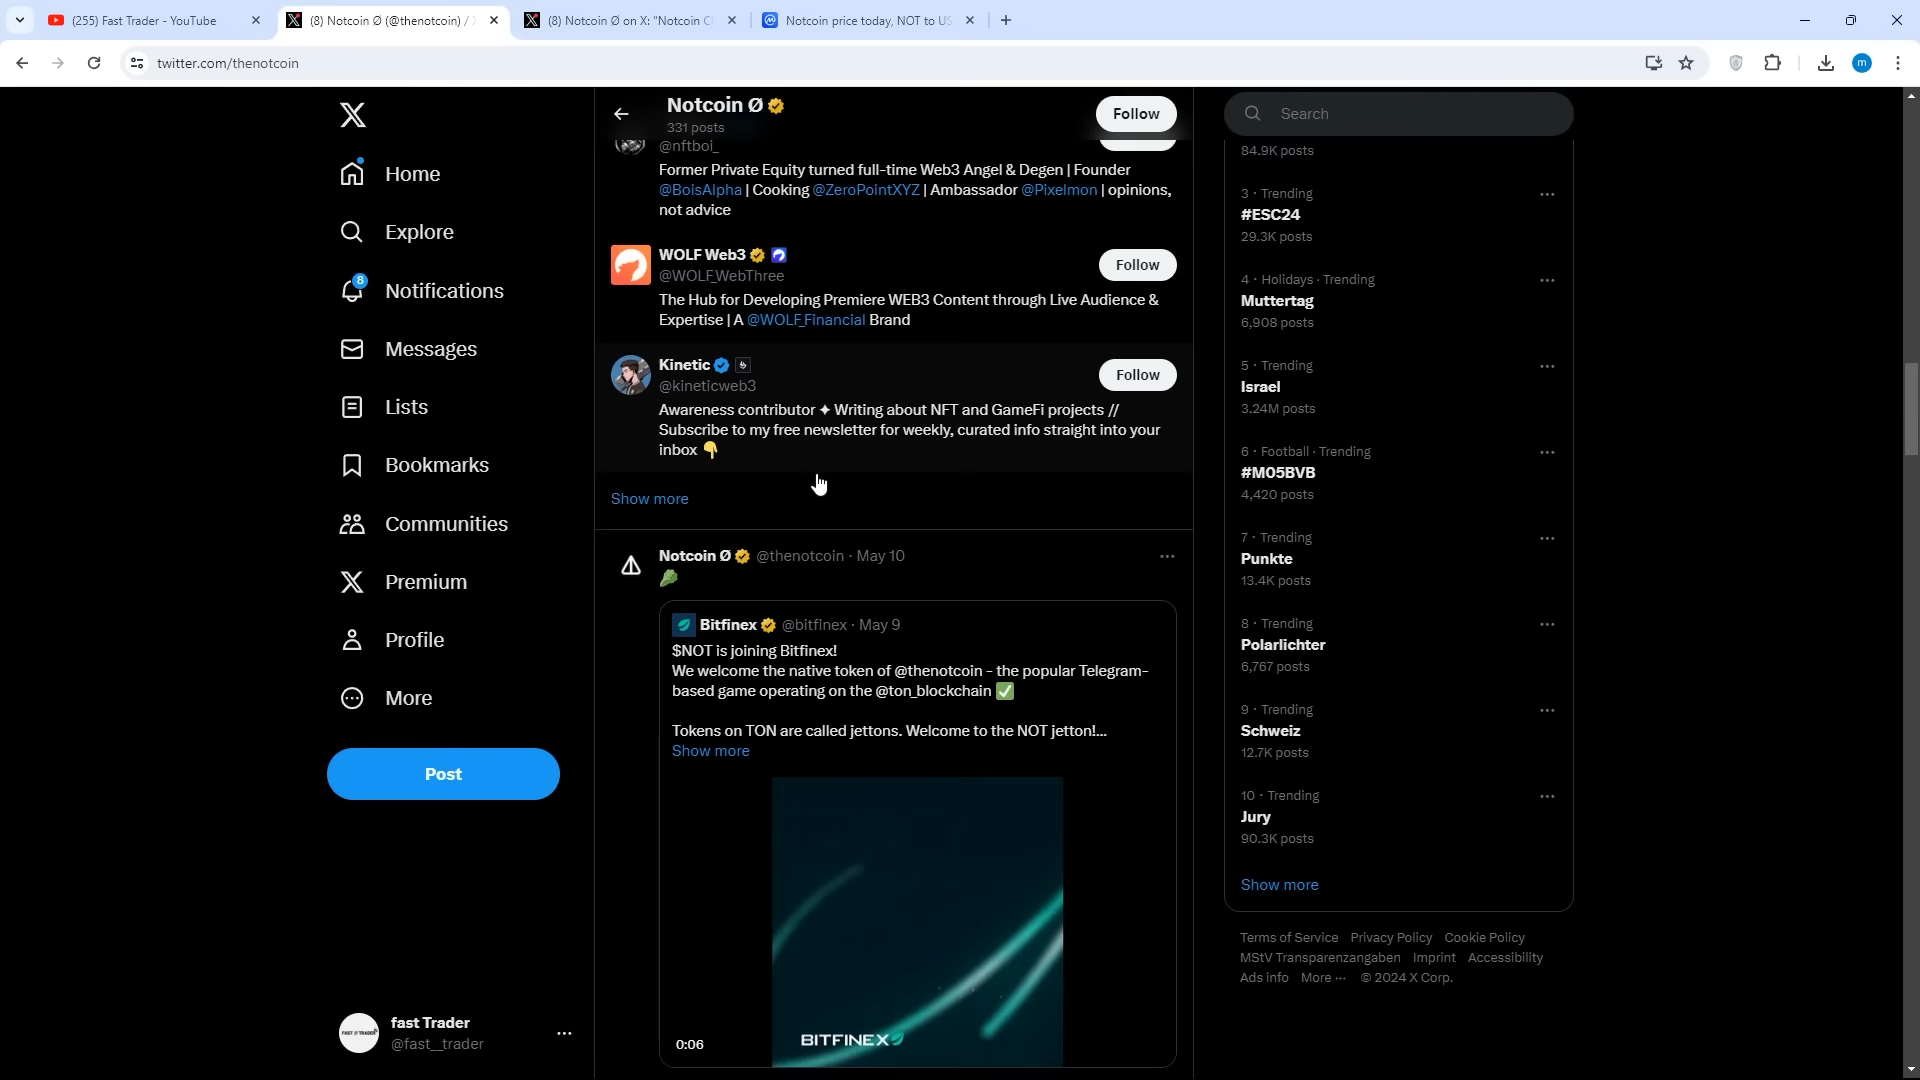 (255) Fast Trader - YouTube
(8) Notcoin Ø (@thenotcoin) /
(8) Notcoin Ø on X: "Notcoin
Notcoin price today, NOT to US
twitter.com/thenotcoin
m
Home
Explore
8
Notifications
Messages
Lists
Bookmarks
Communities
Premium
Profile
More
Post
fast Trader
@fast__trader
FAST TRADER
Notcoin Ø
331 posts
Follow
@nftboi_
Former Private Equity turned full-time Web3 Angel & Degen | Founder
@BoisAlpha | Cooking @ZeroPointXYZ | Ambassador @Pixelmon | opinions,
not advice
WOLF Web3
@WOLF_WebThree
Follow
The Hub for Developing Premiere WEB3 Content through Live Audience &
Expertise | A @WOLF_Financial Brand
Kinetic
@kineticweb3
Follow
Awareness contributor ✦ Writing about NFT and GameFi projects //
Subscribe to my free newsletter for weekly, curated info straight into your
inbox 👇
Show more
Notcoin Ø @thenotcoin · May 10
🥬
Bitfinex @bitfinex · May 9
$NOT is joining Bitfinex!
We welcome the native token of @thenotcoin - the popular Telegram-
based game operating on the @ton_blockchain ✅
Tokens on TON are called jettons. Welcome to the NOT jetton!...
Show more
0:06
BITFINEX
Search
84.9K posts
3 · Trending
#ESC24
29.3K posts
4 · Holidays · Trending
Muttertag
6,908 posts
5 · Trending
Israel
3.24M posts
6 · Football · Trending
#M05BVB
4,420 posts
7 · Trending
Punkte
13.4K posts
8 · Trending
Polarlichter
6,767 posts
9 · Trending
Schweiz
12.7K posts
10 · Trending
Jury
90.3K posts
Show more
Terms of Service Privacy Policy Cookie Policy
MStV Transparenzangaben Imprint Accessibility
Ads info More ··· © 2024 X Corp.